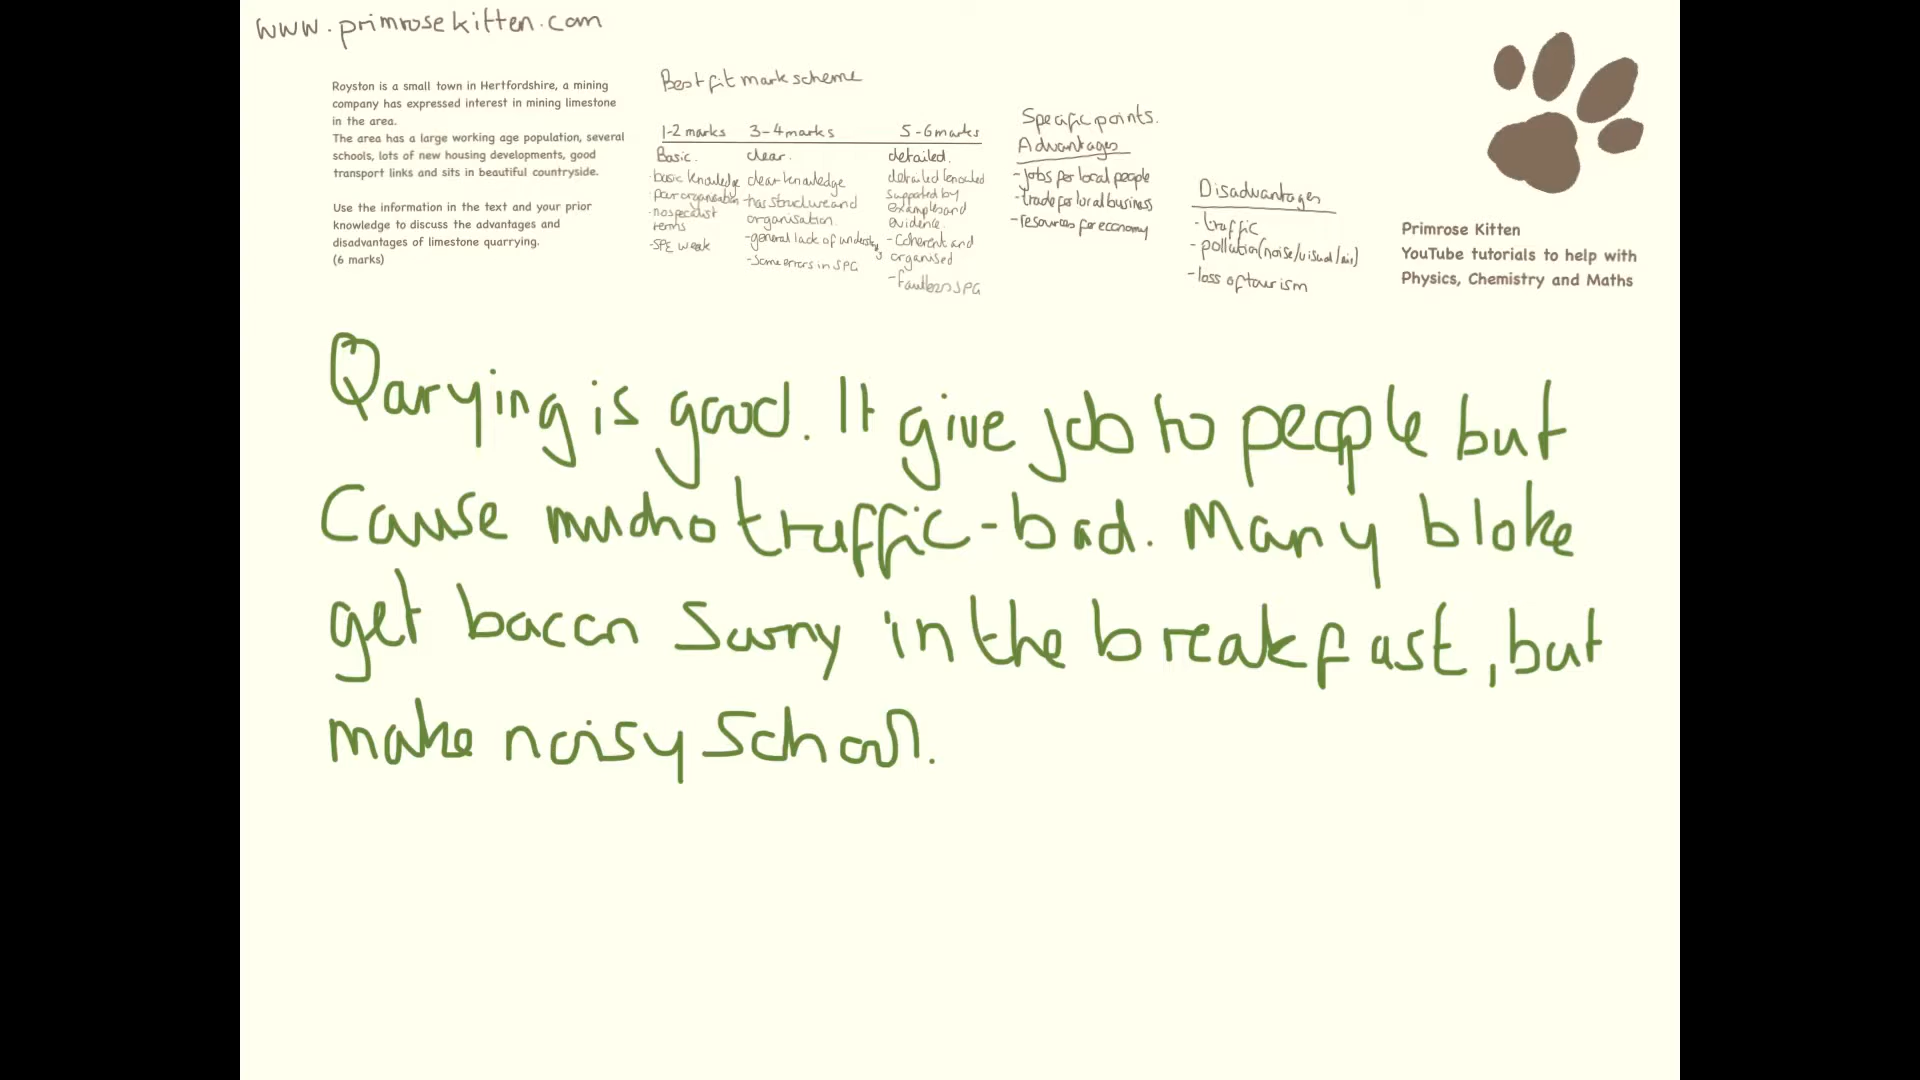 www.primrosekitten.com
Royston is a small town in Hertfordshire, a mining
company has expressed interest in mining limestone
in the area.
The area has a large working age population, several
schools, lots of new housing developments, good
transport links and sits in beautiful countryside.
Use the information in the text and your prior
knowledge to discuss the advantages and
disadvantages of limestone quarrying.
(6 marks)
Best fit mark scheme
1-2 marks 3-4 marks 5-6 marks
Basic. clear. detailed.
- basic knowledge
- Poor organisation
- no specialist
terms
- SPE weak
clear knowledge
- has structure and
organisation.
- general lack of
- Some errors in SPG
detailed
supported by
examples and
evidence.
- Coherent and
organised
- Faultless SPG
Specific points.
Advantages
- jobs for local people
- trade for local business
- resources for economy
Disadvantages
- traffic
- pollution (noise/visual/air)
- loss of tourism
Primrose Kitten
YouTube tutorials to help with
Physics, Chemistry and Maths
Qarying is good. It give job to people but
Cause mucho traffic-bad. Many bloke
get bacon Sarny in the breakfast, but
make noisy School.